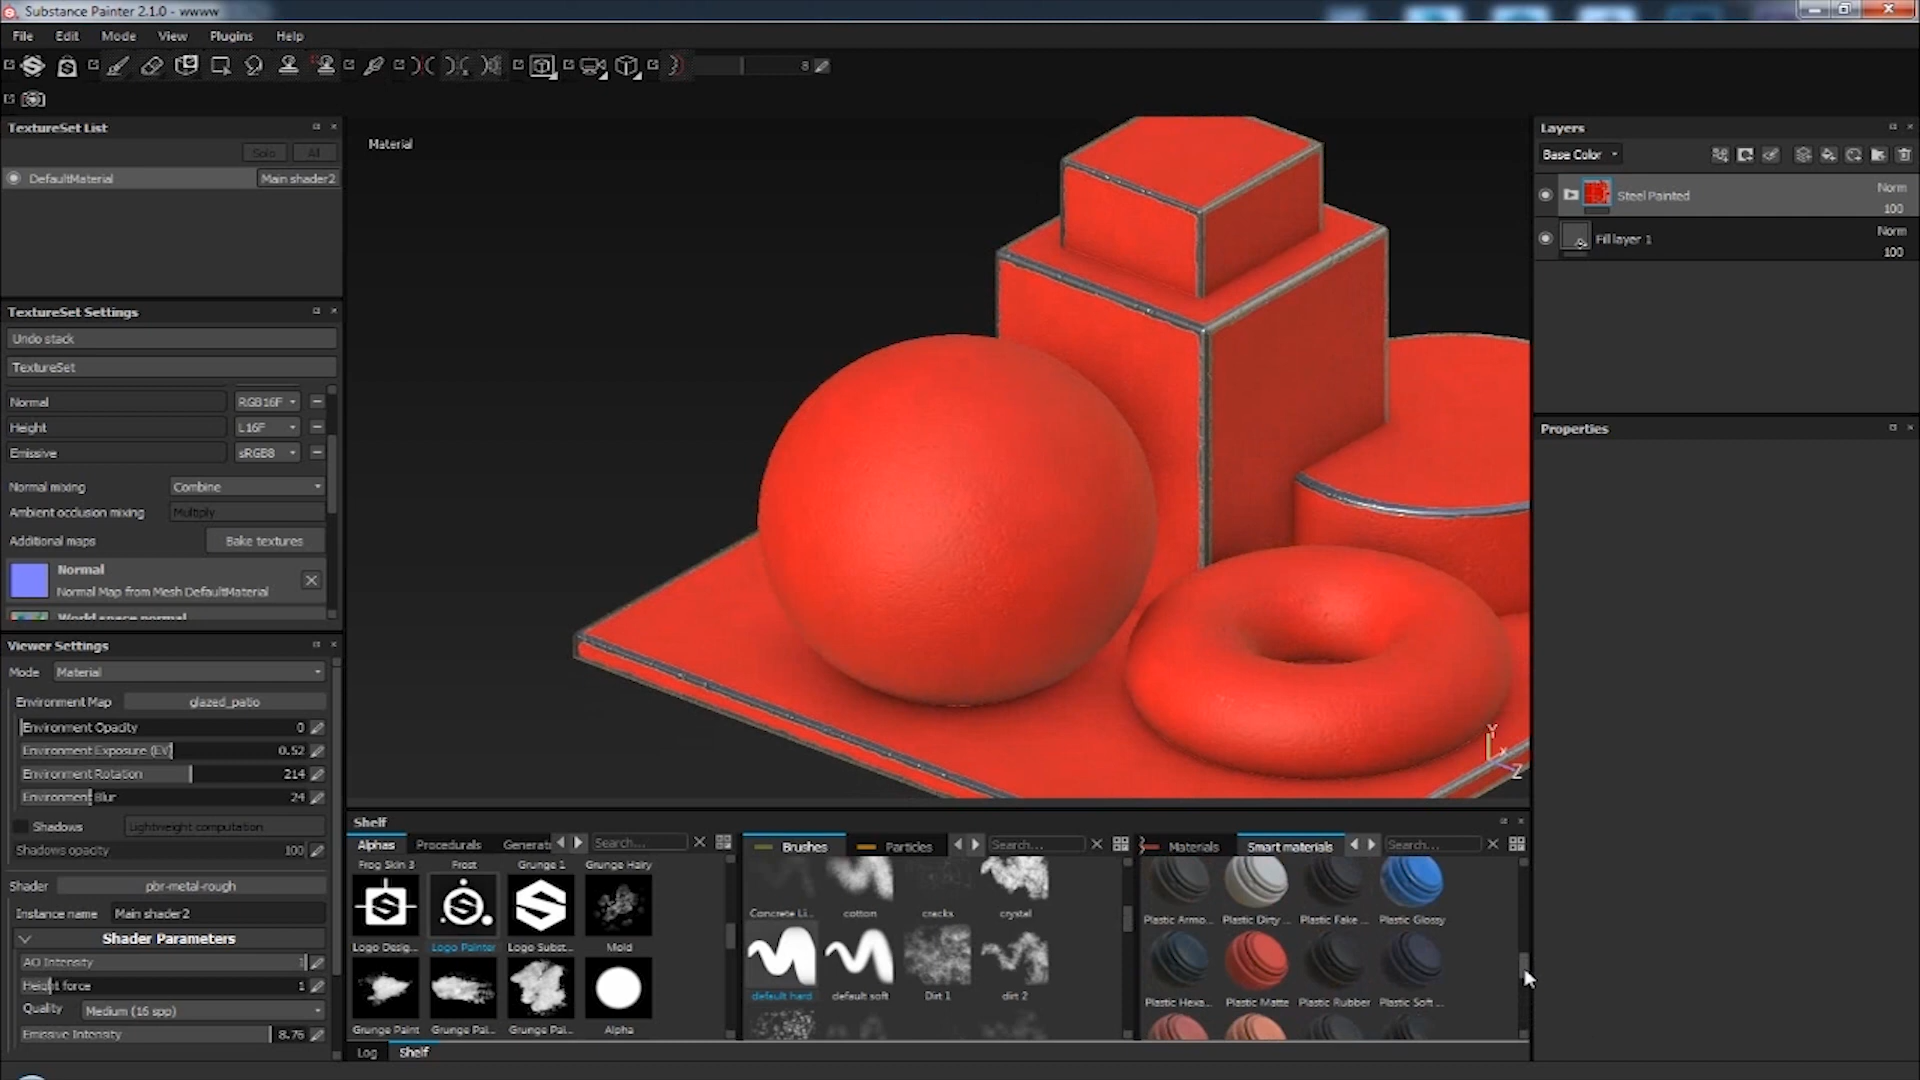 Substance Painter 2.1.0 - wwww
File Edit Mode View Plugins Help
8
TextureSet List
Solo All
DefaultMaterial Main shader2
TextureSet Settings
Undo stack
TextureSet
Normal RGB16F
Height L16F
Emissive sRGB8
Normal mixing Combine
Ambient occlusion mixing Multiply
Additional maps Bake textures
Normal
Normal Map from Mesh DefaultMaterial
World space normal
Viewer Settings
Mode Material
Environment Map glazed_patio
Environment Opacity 0
Environment Exposure (EV) 0.52
Environment Rotation 214
Environment Blur 24
Shadows Lightweight computation
Shadows opacity 100
Shader pbr-metal-rough
Instance name Main shader2
Shader Parameters
AO Intensity 1
Height force 1
Quality Medium (16 spp)
Emissive Intensity 8.76
Material
Y
X
Z
Shelf
Alphas Procedurals Generat Search...
Frog Skin 3 Frost Grunge 1 Grunge Hairy
Logo Desig... Logo Painter Logo Subst... Mold
Grunge Paint Grunge Pai... Grunge Pal... Alpha
Brushes Particles Search...
Concrete Li... cotton cracks crystal
default hard default soft Dirt 1 dirt 2
Materials Smart materials Search...
Plastic Armo... Plastic Dirty ... Plastic Fake ... Plastic Glossy
Plastic Hexa... Plastic Matte Plastic Rubber Plastic Soft ...
Log Shelf
Layers
Base Color
Steel Painted Norm
100
Fill layer 1 Norm
100
Properties